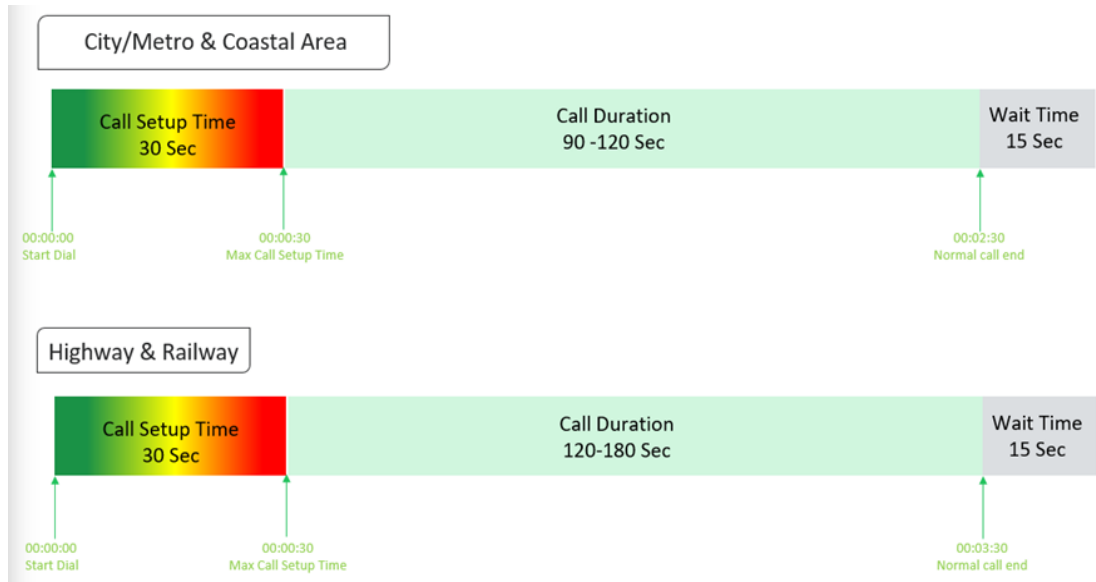 City/Metro & Coastal Area
Call Setup Time
30 Sec
Call Duration
90 -120 Sec
Wait Time
15 Sec
00:00:00
Start Dial
00:00:30
Max Call Setup Time
00:02:30
Normal call end
Highway & Railway
Call Setup Time
30 Sec
Call Duration
120-180 Sec
Wait Time
15 Sec
00:00:00
Start Dial
00:00:30
Max Call Setup Time
00:03:30
Normal call end